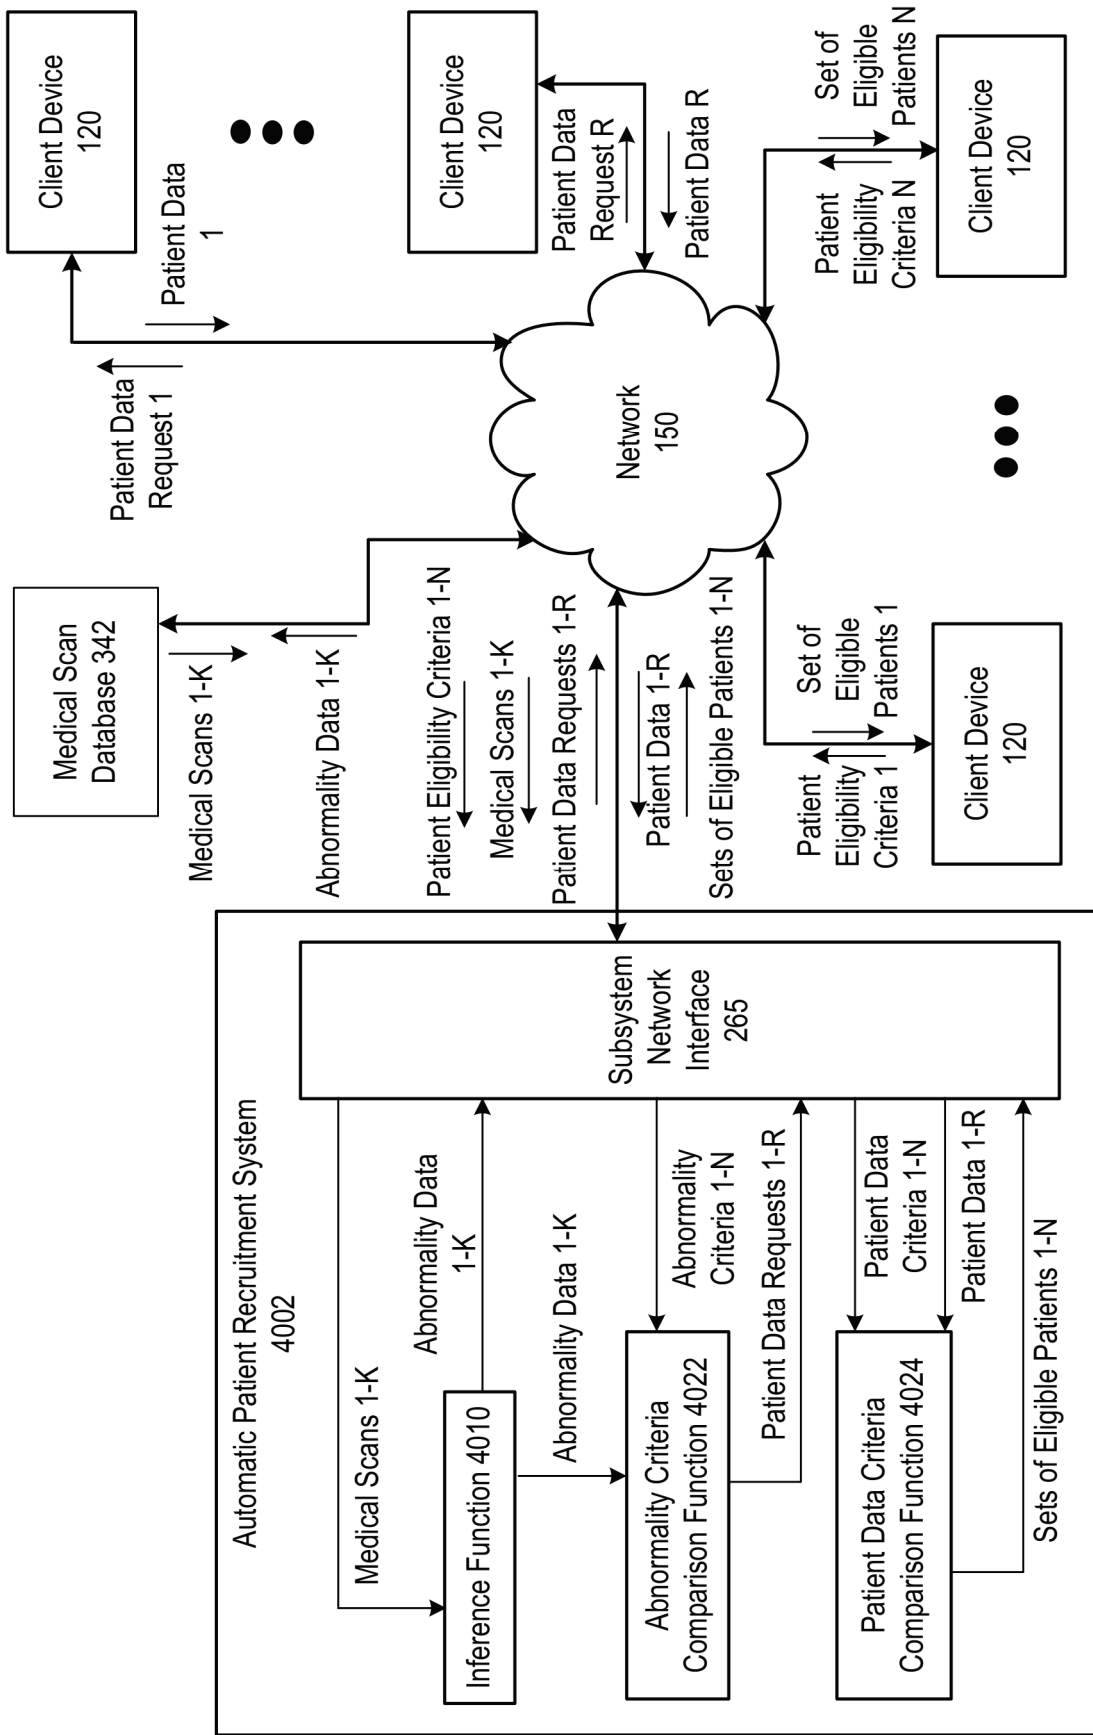 Automatic Patient Recruitment System
4002
Medical Scans 1-K
Inference Function 4010
Abnormality Data
1-K
Abnormality Data 1-K
Abnormality Criteria
Comparison Function 4022
Abnormality
Criteria 1-N
Patient Data Requests 1-R
Patient Data Criteria
Comparison Function 4024
Patient Data
Criteria 1-N
Patient Data 1-R
Sets of Eligible Patients 1-N
Subsystem
Network
Interface
265
Medical Scan
Database 342
Medical Scans 1-K
Abnormality Data 1-K
Patient Eligibility Criteria 1-N
Medical Scans 1-K
Patient Data Requests 1-R
Patient Data 1-R
Sets of Eligible Patients 1-N
Network
150
Patient Data
Request 1
Patient Data
1
Client Device
120
Client Device
120
Patient Data
Request R
Patient Data R
Patient
Eligibility
Criteria 1
Set of
Eligible
Patients 1
Client Device
120
Patient
Eligibility
Criteria N
Set of
Eligible
Patients N
Client Device
120